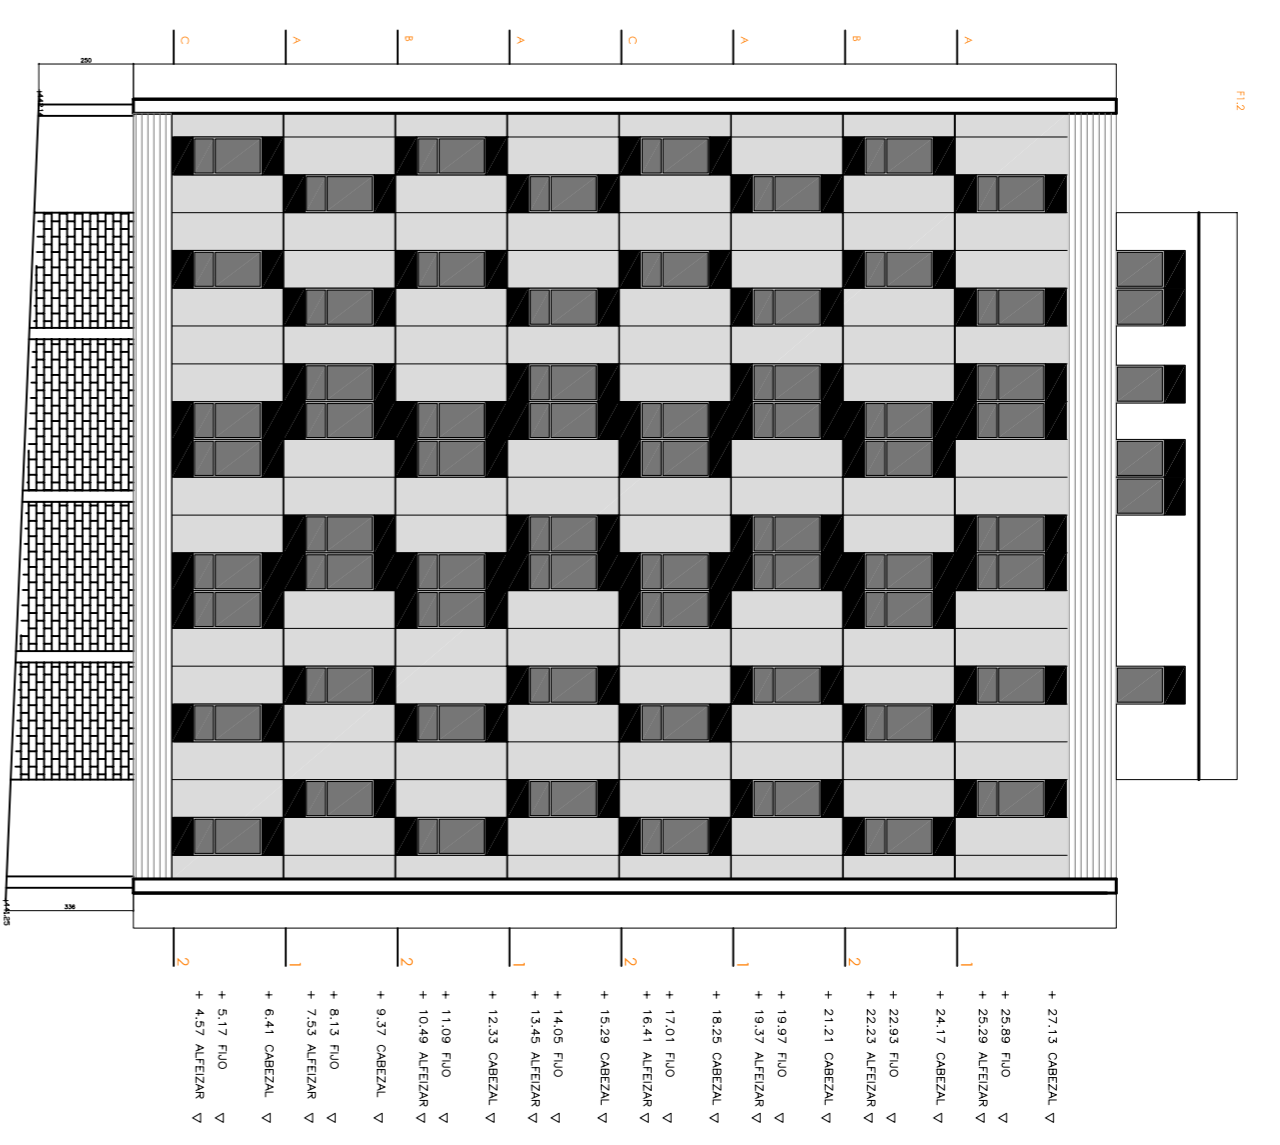 F1.2
A
B
A
C
A
B
A
C
250
336
1
2
1
2
1
2
1
2
+ 27.13 CABEZAL
+ 25.89 FIJO
+ 25.29 ALFEIZAR
+ 24.17 CABEZAL
+ 22.93 FIJO
+ 22.23 ALFEIZAR
+ 21.21 CABEZAL
+ 19.97 FIJO
+ 19.37 ALFEIZAR
+ 18.25 CABEZAL
+ 17.01 FIJO
+ 16.41 ALFEIZAR
+ 15.29 CABEZAL
+ 14.05 FIJO
+ 13.45 ALFEIZAR
+ 12.33 CABEZAL
+ 11.09 FIJO
+ 10.49 ALFEIZAR
+ 9.37 CABEZAL
+ 8.13 FIJO
+ 7.53 ALFEIZAR
+ 6.41 CABEZAL
+ 5.17 FIJO
+ 4.57 ALFEIZAR